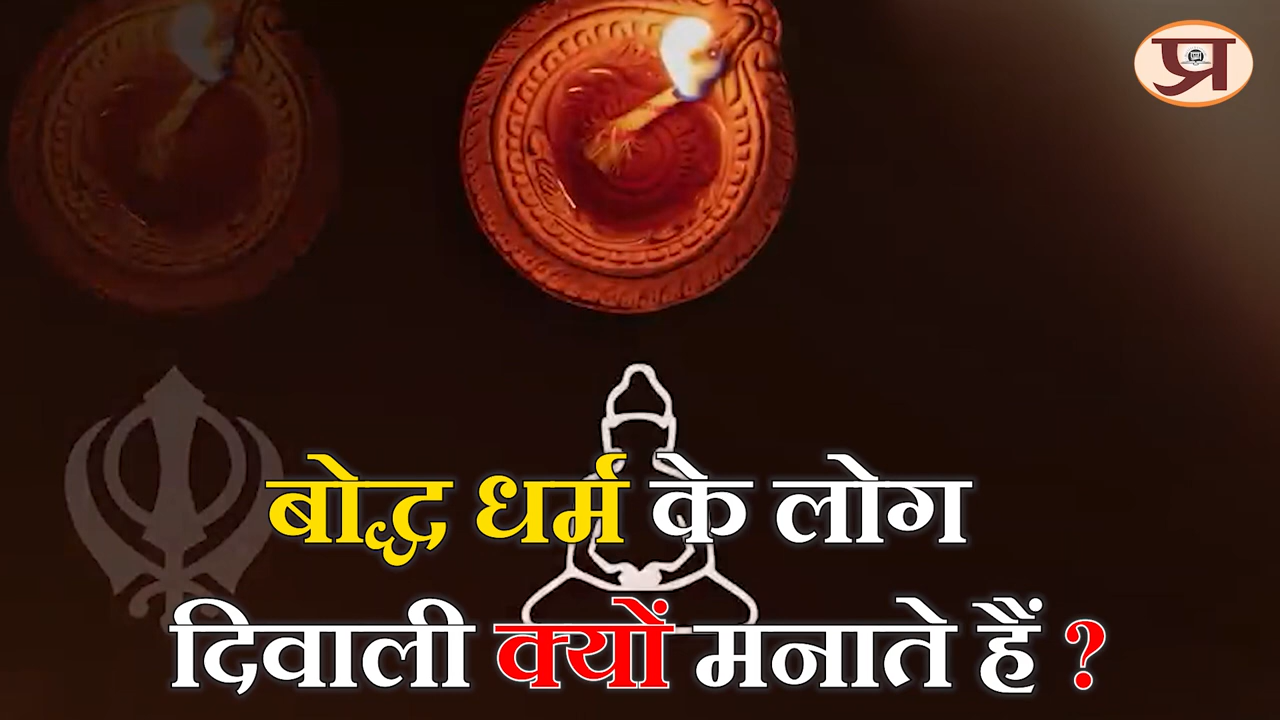 प्र
बोद्ध धर्म के लोग
दिवाली क्यों मनाते हैं ?